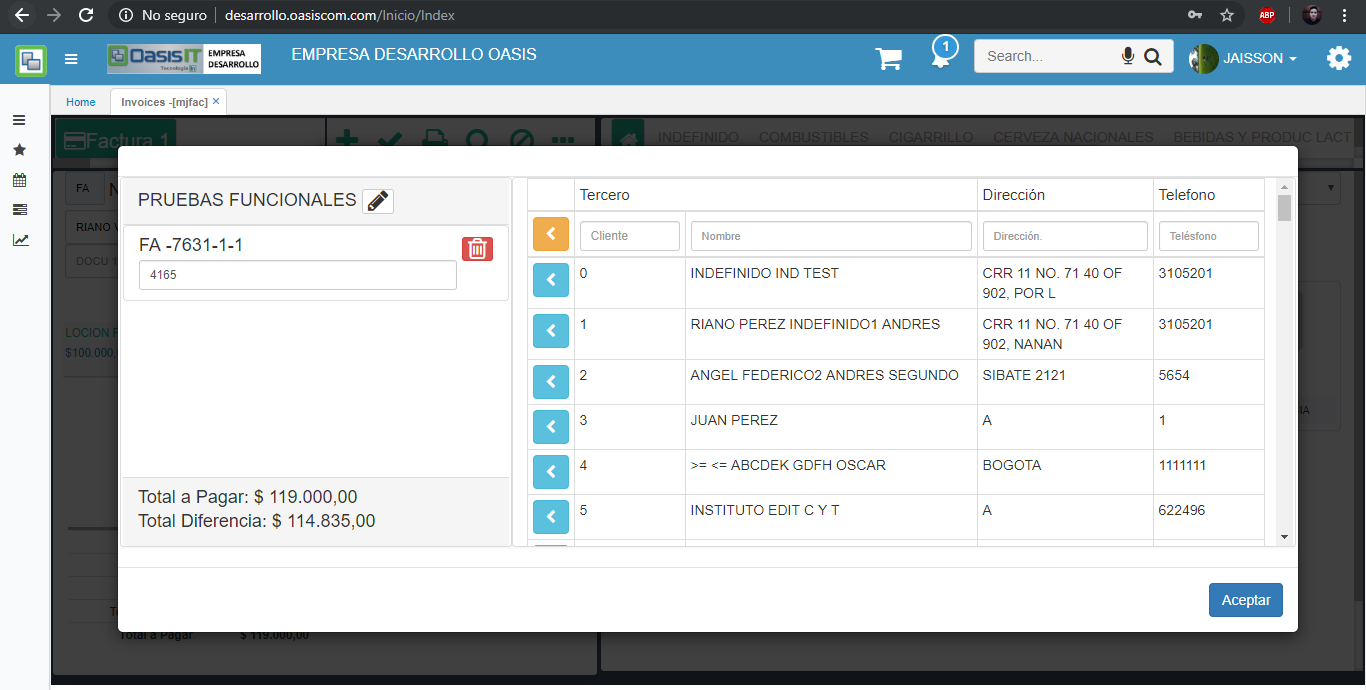 No seguro desarrollo.oasiscom.com/Inicio/Index ABP
OasisIT Tecnología EMPRESA DESARROLLO
EMPRESA DESARROLLO OASIS
1
Search...
JAISSON
Home Invoices -[mjfac] ×
Factura 1
INDEFINIDO COMBUSTIBLES CIGARRILLO CERVEZA NACIONALES BEBIDAS Y PRODUC LACT
FA
RIANO
DOCU
LOCION
$100.000,
PRUEBAS FUNCIONALES
FA -7631-1-1
4165
Total a Pagar: $ 119.000,00
Total Diferencia: $ 114.835,00
Tercero Dirección Telefono
Cliente Nombre Dirección. Telésfono
0 INDEFINIDO IND TEST CRR 11 NO. 71 40 OF 3105201
902, POR L
1 RIANO PEREZ INDEFINIDO1 ANDRES CRR 11 NO. 71 40 OF 3105201
902, NANAN
2 ANGEL FEDERICO2 ANDRES SEGUNDO SIBATE 2121 5654
3 JUAN PEREZ A 1
4 >= <= ABCDEK GDFH OSCAR BOGOTA 1111111
5 INSTITUTO EDIT C Y T A 622496
Aceptar
Total a Pagar $ 119.000,00